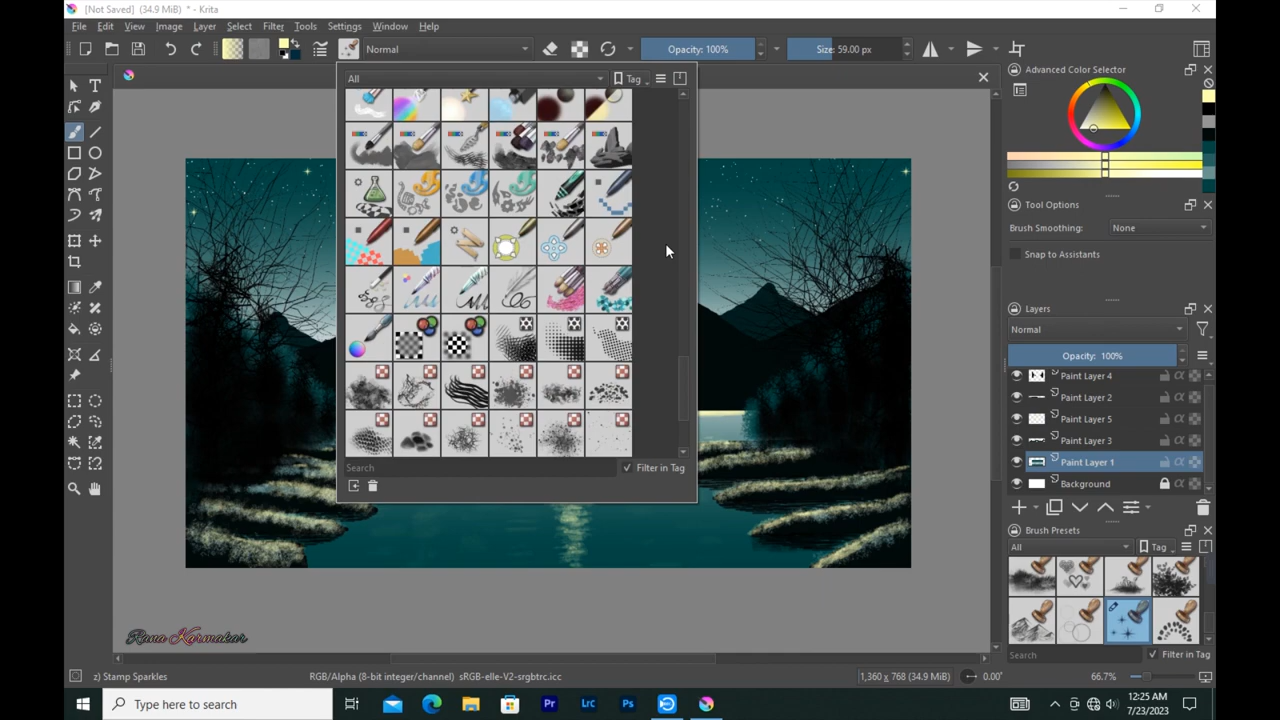 [Not Saved] (34.9 MiB) * - Krita
File Edit View Image Layer Select Filter Tools Settings Window Help
Normal
Opacity: 100%
Size: 59.00 px
All
Tag
Advanced Color Selector
Tool Options
Brush Smoothing:
None
Snap to Assistants
Layers
Normal
Opacity: 100%
Paint Layer 4
Paint Layer 2
Paint Layer 5
Paint Layer 3
Paint Layer 1
Background
Search
Filter in Tag
Brush Presets
All
Tag
Search
Filter in Tag
Rana Karmakar
z) Stamp Sparkles
RGB/Alpha (8-bit integer/channel) sRGB-elle-V2-srgbtrc.icc
1,360 x 768 (34.9 MiB)
0.00°
66.7%
Type here to search
Pr
Lrc
Ps
12:25 AM
7/23/2023